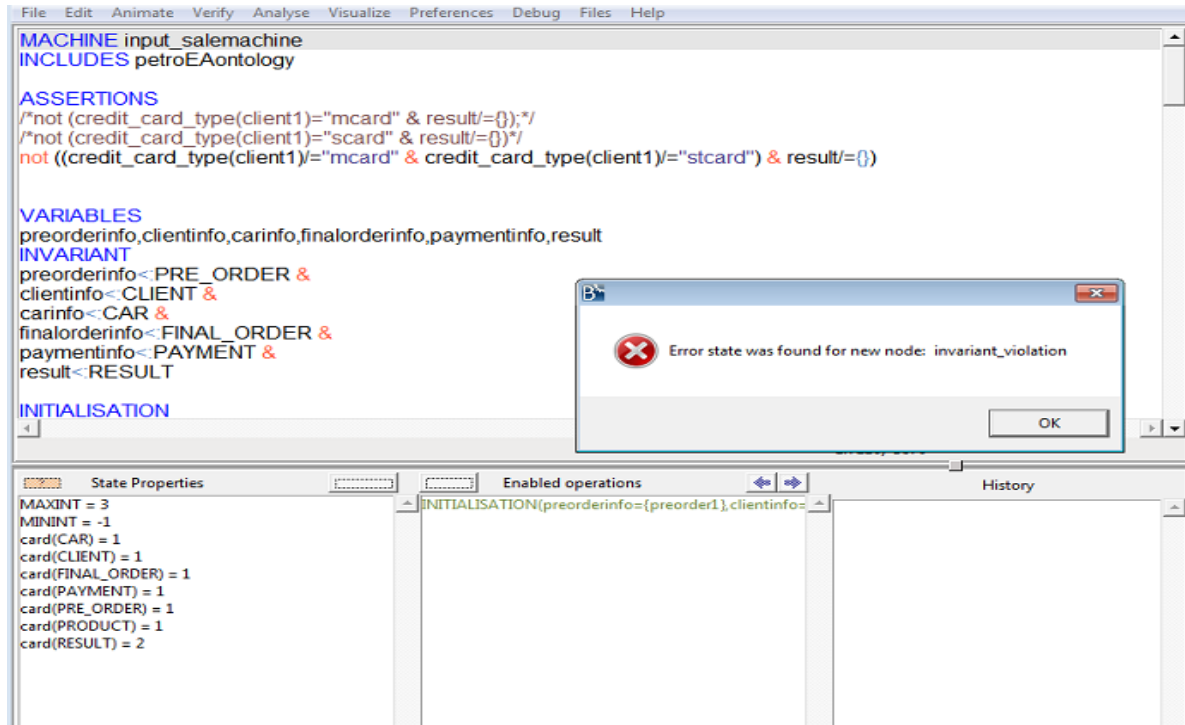 File Edit Animate Verify Analyse Visualize Preferences Debug Files Help
MACHINE input_salemachine
INCLUDES petroEAontology
ASSERTIONS
/*not (credit_card_type(client1)="mcard" & result/={});*/
/*not (credit_card_type(client1)="scard" & result/={})*/
not ((credit_card_type(client1)/="mcard" & credit_card_type(client1)/="stcard") & result/={})
VARIABLES
preorderinfo,clientinfo,carinfo,finalorderinfo,paymentinfo,result
INVARIANT
preorderinfo<:PRE_ORDER &
clientinfo<:CLIENT &
carinfo<:CAR &
finalorderinfo<:FINAL_ORDER &
paymentinfo<:PAYMENT &
result<:RESULT
INITIALISATION
Error state was found for new node: invariant_violation
OK
State Properties
MAXINT = 3
MININT = -1
card(CAR) = 1
card(CLIENT) = 1
card(FINAL_ORDER) = 1
card(PAYMENT) = 1
card(PRE_ORDER) = 1
card(PRODUCT) = 1
card(RESULT) = 2
Enabled operations
INITIALISATION(preorderinfo={preorder1},clientinfo=
History